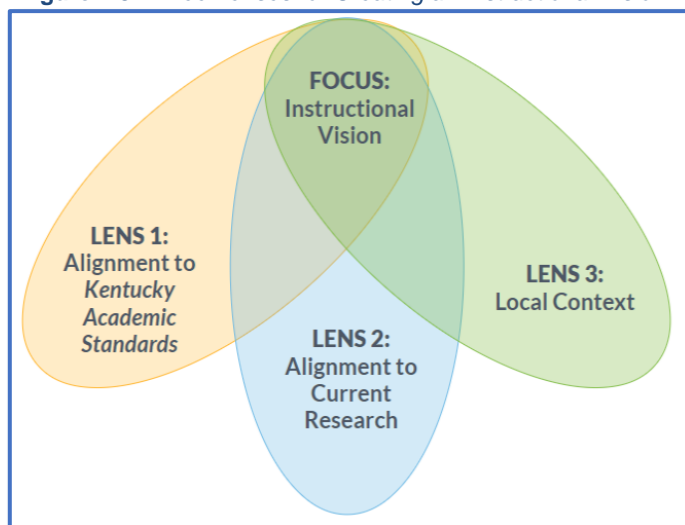 FOCUS:
Instructional
Vision
LENS 1:
Alignment to
Kentucky
Academic
Standards
LENS 2:
Alignment to
Current
Research
LENS 3:
Local Context